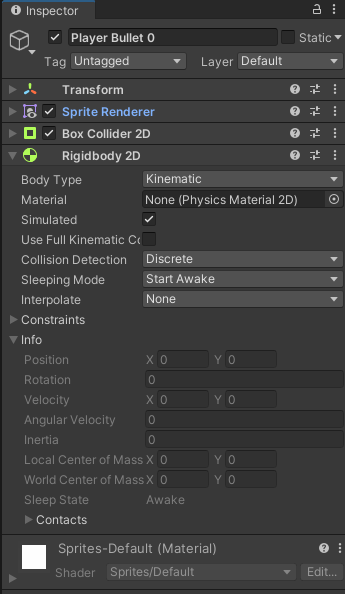 Inspector
Player Bullet 0 Static
Tag Untagged Layer Default
Transform
Sprite Renderer
Box Collider 2D
Rigidbody 2D
Body Type Kinematic
Material None (Physics Material 2D)
Simulated
Use Full Kinematic Co
Collision Detection Discrete
Sleeping Mode Start Awake
Interpolate None
Constraints
Info
Position X 0 Y 0
Rotation 0
Velocity X 0 Y 0
Angular Velocity 0
Inertia 0
Local Center of Mass X 0 Y 0
World Center of Mass X 0 Y 0
Sleep State Awake
Contacts
Sprites-Default (Material)
Shader Sprites/Default Edit...